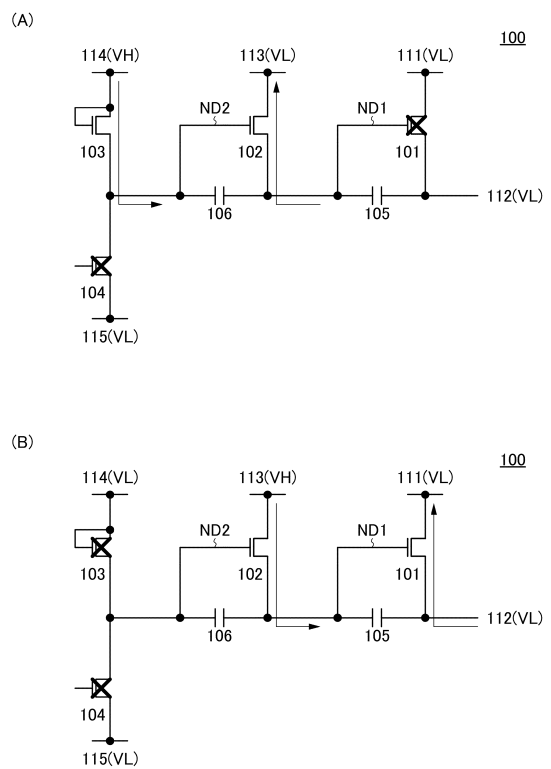 (A)
100
114(VH) 113(VL) 111(VL)
ND2 ND1
103 102 101
106 105 112(VL)
104
115(VL)
(B)
100
114(VL) 113(VH) 111(VL)
ND2 ND1
103 102 101
106 105 112(VL)
104
115(VL)